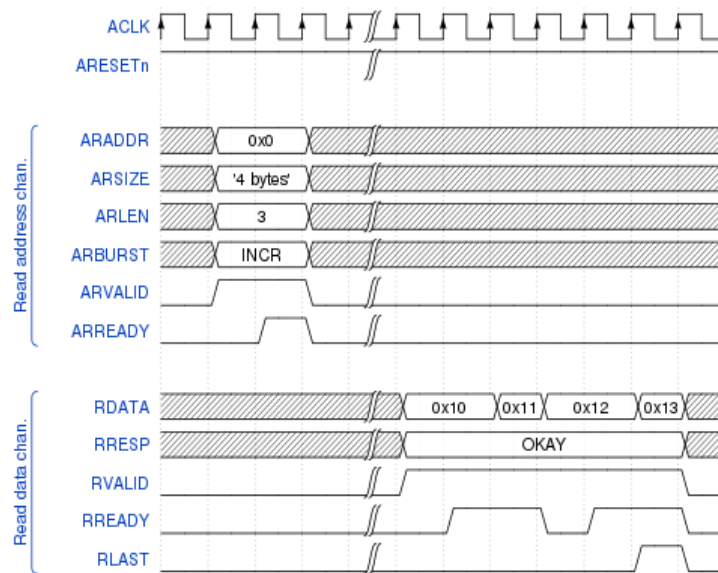 ACLK
ARESETn
Read address chan.
ARADDR 0x0
ARSIZE '4 bytes'
ARLEN 3
ARBURST INCR
ARVALID
ARREADY
Read data chan.
RDATA 0x10 0x11 0x12 0x13
RRESP OKAY
RVALID
RREADY
RLAST